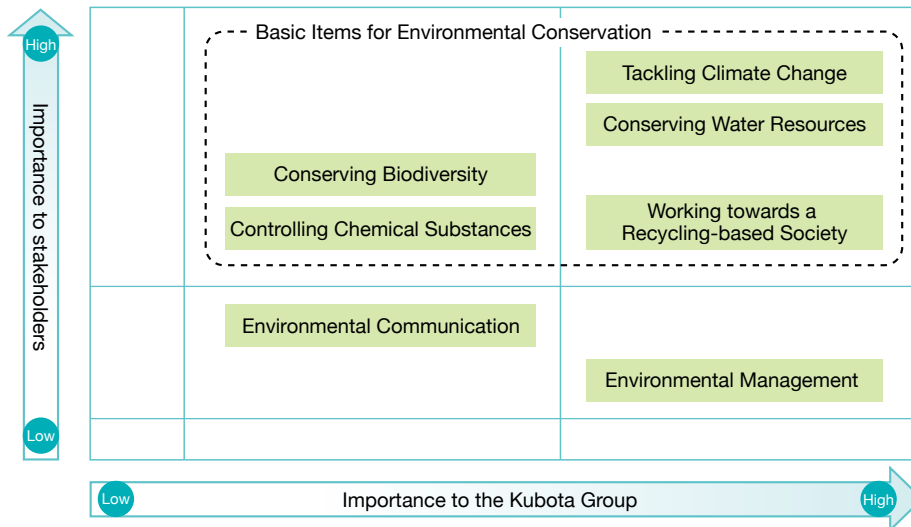 High
Importance to stakeholders
Low
Basic Items for Environmental Conservation
Tackling Climate Change
Conserving Water Resources
Conserving Biodiversity
Controlling Chemical Substances
Working towards a
Recycling-based Society
Environmental Communication
Environmental Management
Low
Importance to the Kubota Group
High